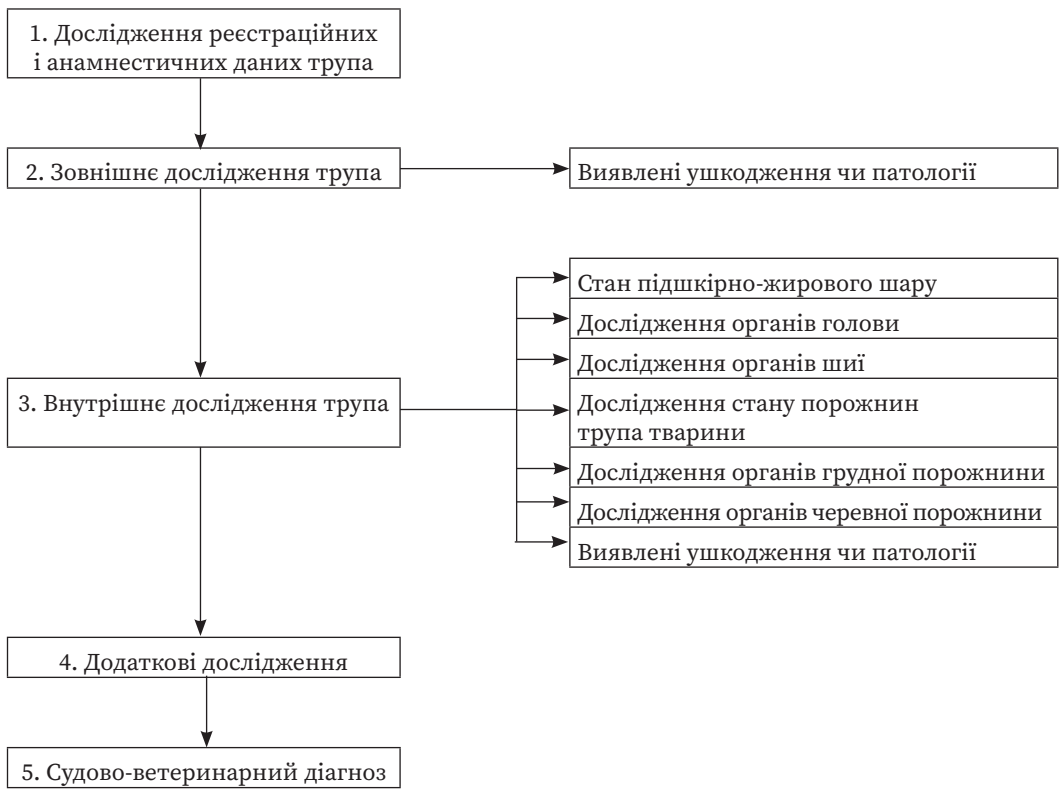 1. Дослідження реєстраційних
і анамнестичних даних трупа
2. Зовнішнє дослідження трупа
Виявлені ушкодження чи патології
3. Внутрішнє дослідження трупа
Стан підшкірно-жирового шару
Дослідження органів голови
Дослідження органів шиї
Дослідження стану порожнин
трупа тварини
Дослідження органів грудної порожнини
Дослідження органів черевної порожнини
Виявлені ушкодження чи патології
4. Додаткові дослідження
5. Судово-ветеринарний діагноз